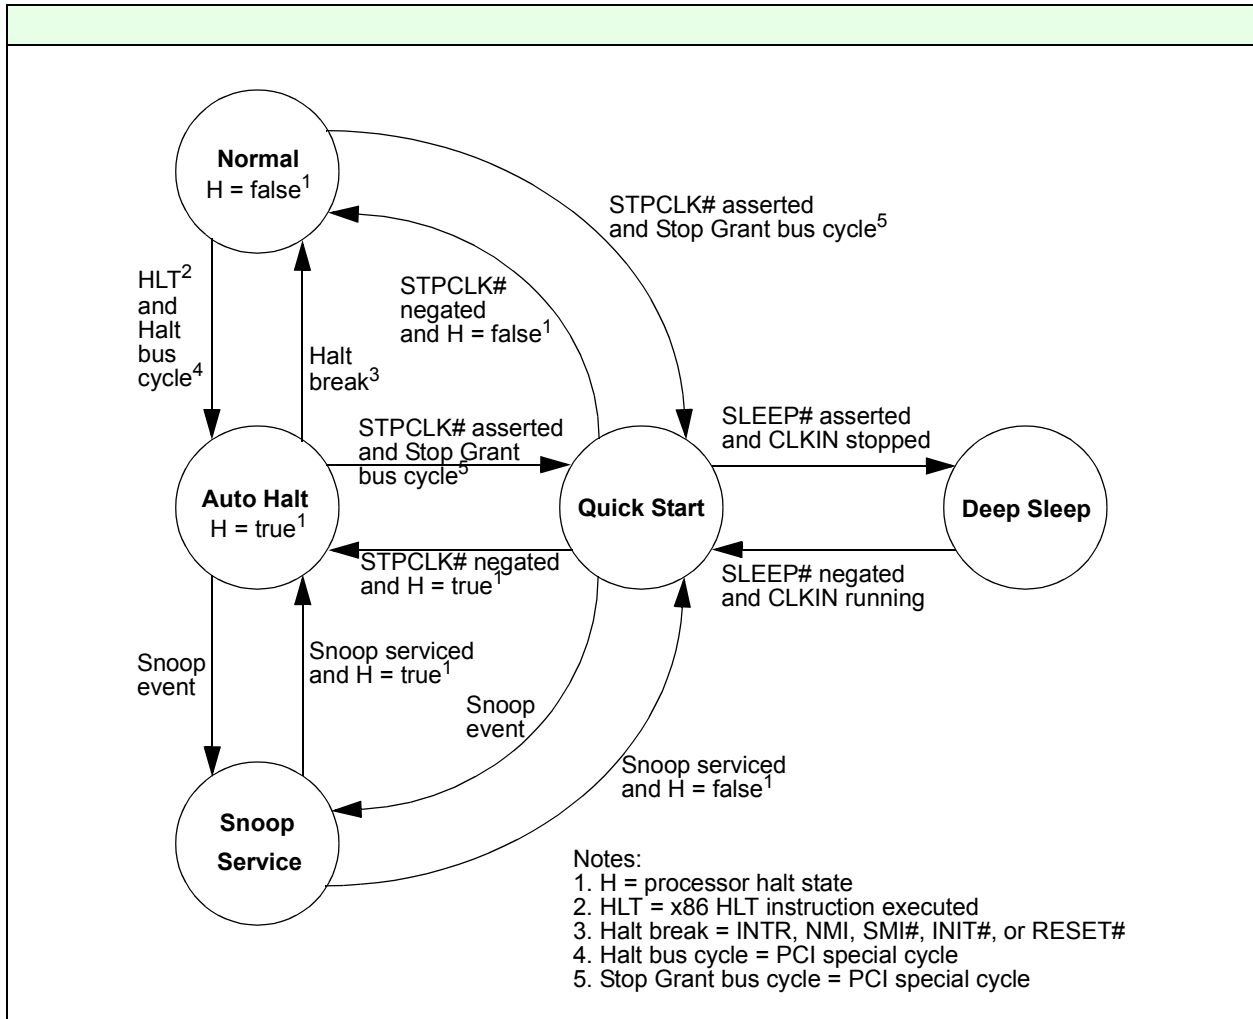 Normal
H = false1
STPCLK# asserted
and Stop Grant bus cycle5
HLT2
and
Halt
bus
cycle4
STPCLK#
negated
and H = false1
Halt
break3
STPCLK# asserted
and Stop Grant
bus cycle5
SLEEP# asserted
and CLKIN stopped
Auto Halt
H = true1
Quick Start
Deep Sleep
STPCLK# negated
and H = true1
SLEEP# negated
and CLKIN running
Snoop
event
Snoop serviced
and H = true1
Snoop
event
Snoop serviced
and H = false1
Snoop
Service
Notes:
1. H = processor halt state
2. HLT = x86 HLT instruction executed
3. Halt break = INTR, NMI, SMI#, INIT#, or RESET#
4. Halt bus cycle = PCI special cycle
5. Stop Grant bus cycle = PCI special cycle